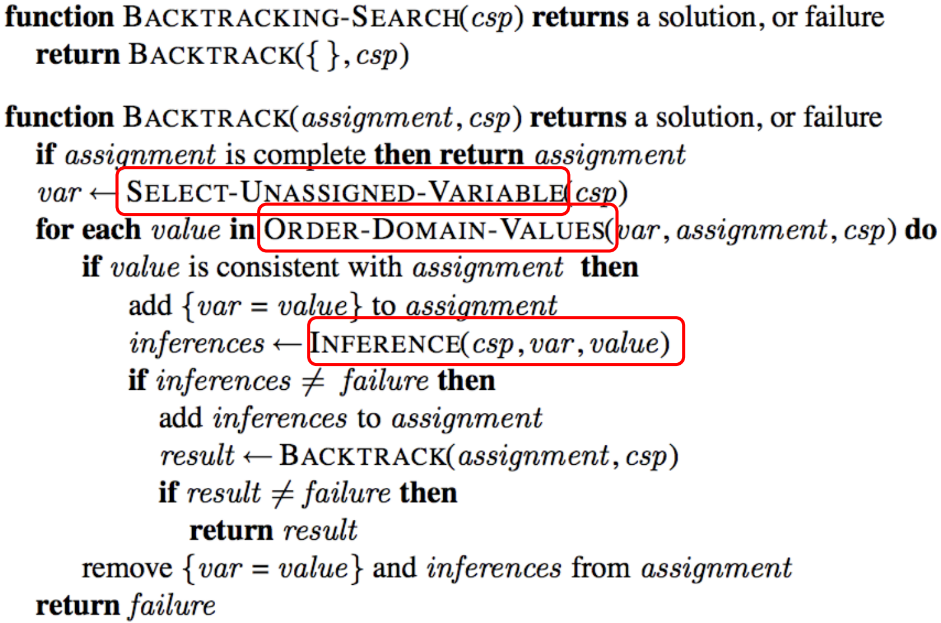 function BACKTRACKING-SEARCH(csp) returns a solution, or failure
return BACKTRACK({ }, csp)
function BACKTRACK(assignment, csp) returns a solution, or failure
if assignment is complete then return assignment
var ← SELECT-UNASSIGNED-VARIABLE(csp)
for each value in ORDER-DOMAIN-VALUES(var, assignment, csp) do
if value is consistent with assignment then
add {var = value} to assignment
inferences ← INFERENCE(csp, var, value)
if inferences ≠ failure then
add inferences to assignment
result ← BACKTRACK(assignment, csp)
if result ≠ failure then
return result
remove {var = value} and inferences from assignment
return failure